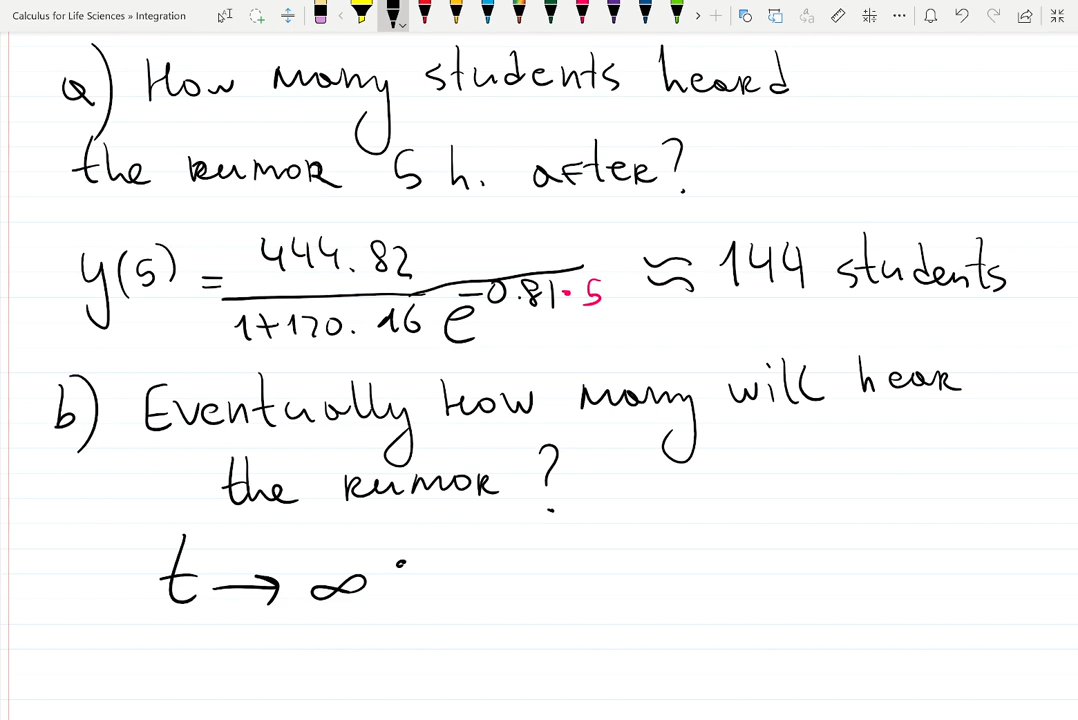 Calculus for Life Sciences » Integration
a) How many students heard
the rumor 5 h. after?
y(5) = 444.82 / 1+170.16 e^-0.81·5 ≈ 144 students
b) Eventually how many will hear
the rumor ?
t → ∞